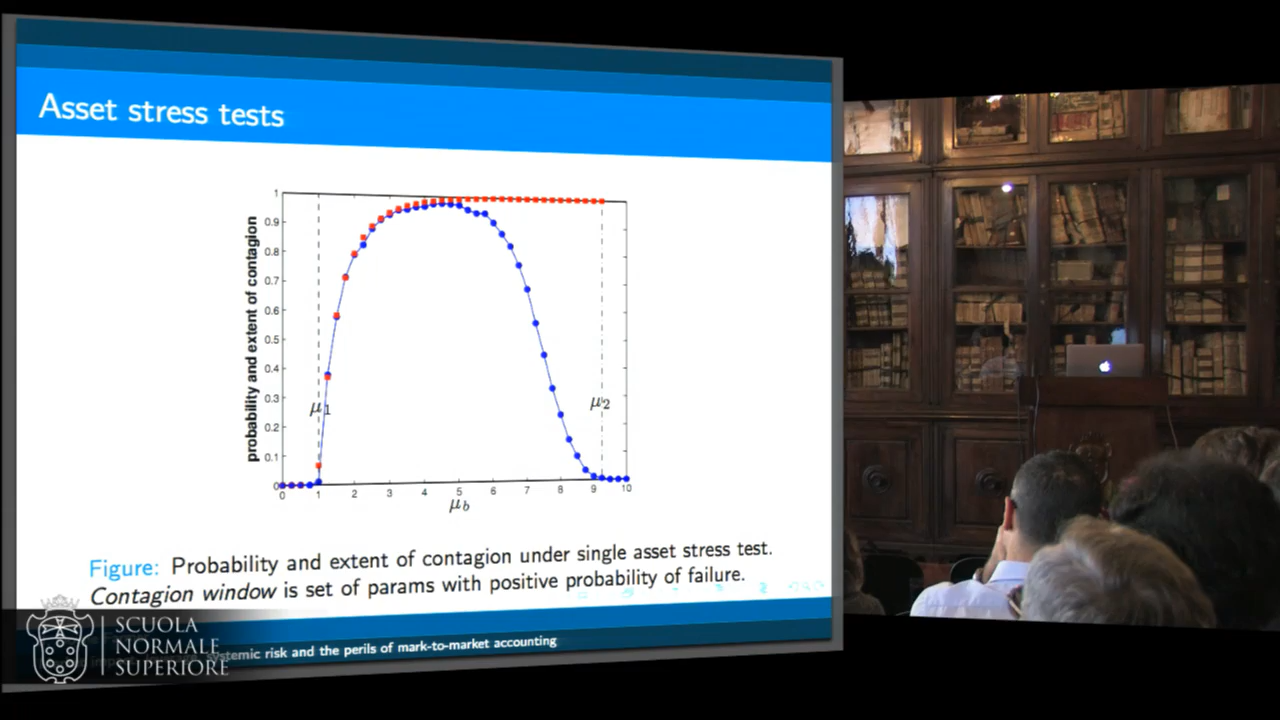 Asset stress tests
probability and extent of contagion
1
0.9
0.8
0.7
0.6
0.5
0.4
0.3
0.2
0.1
0
μ1
μ2
0 1 2 3 4 5 6 7 8 9 10
μb
Figure: Probability and extent of contagion under single asset stress test.
Contagion window is set of params with positive probability of failure.
systemic risk and the perils of mark-to-market accounting
SCUOLA
NORMALE
SUPERIORE